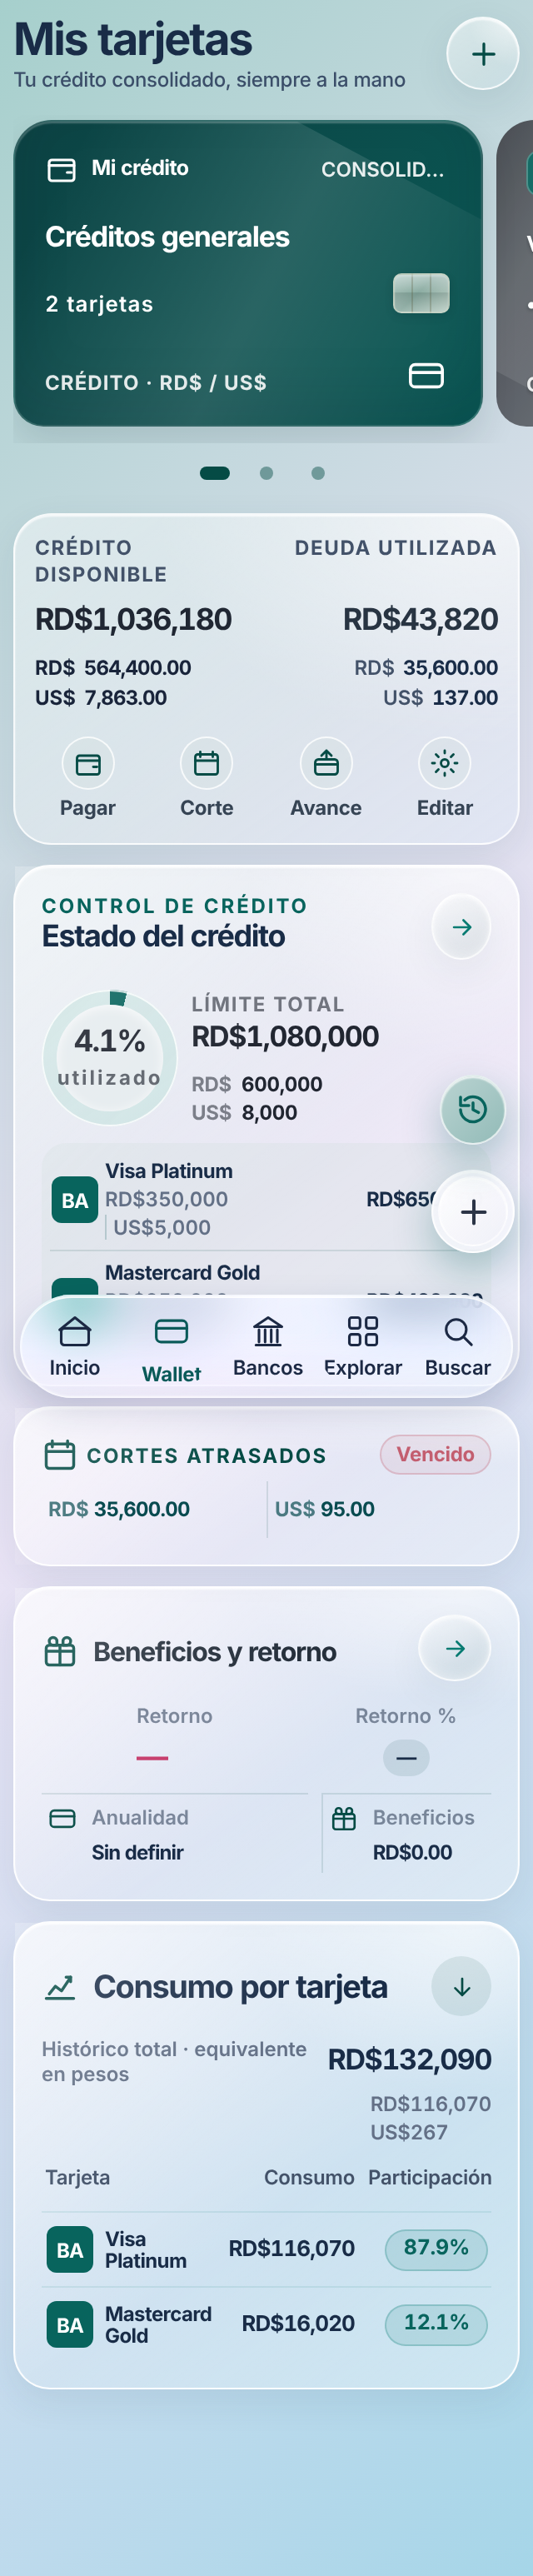 Mis tarjetas
Tu crédito consolidado, siempre a la mano
Mi crédito CONSOLID...
Créditos generales
2 tarjetas
CRÉDITO · RD$ / US$
CRÉDITO DEUDA UTILIZADA
DISPONIBLE
RD$1,036,180 RD$43,820
RD$ 564,400.00 RD$ 35,600.00
US$ 7,863.00 US$ 137.00
Pagar Corte Avance Editar
CONTROL DE CRÉDITO
Estado del crédito
4.1%
utilizado
LÍMITE TOTAL
RD$1,080,000
RD$ 600,000
US$ 8,000
Visa Platinum
BA RD$350,000 RD$650
US$5,000
Mastercard Gold
Inicio Wallet Bancos Explorar Buscar
CORTES ATRASADOS Vencido
RD$ 35,600.00 US$ 95.00
Beneficios y retorno
Retorno Retorno %
— —
Anualidad Beneficios
Sin definir RD$0.00
Consumo por tarjeta
Histórico total · equivalente
en pesos
RD$132,090
RD$116,070
US$267
Tarjeta Consumo Participación
BA Visa
Platinum RD$116,070 87.9%
BA Mastercard
Gold RD$16,020 12.1%